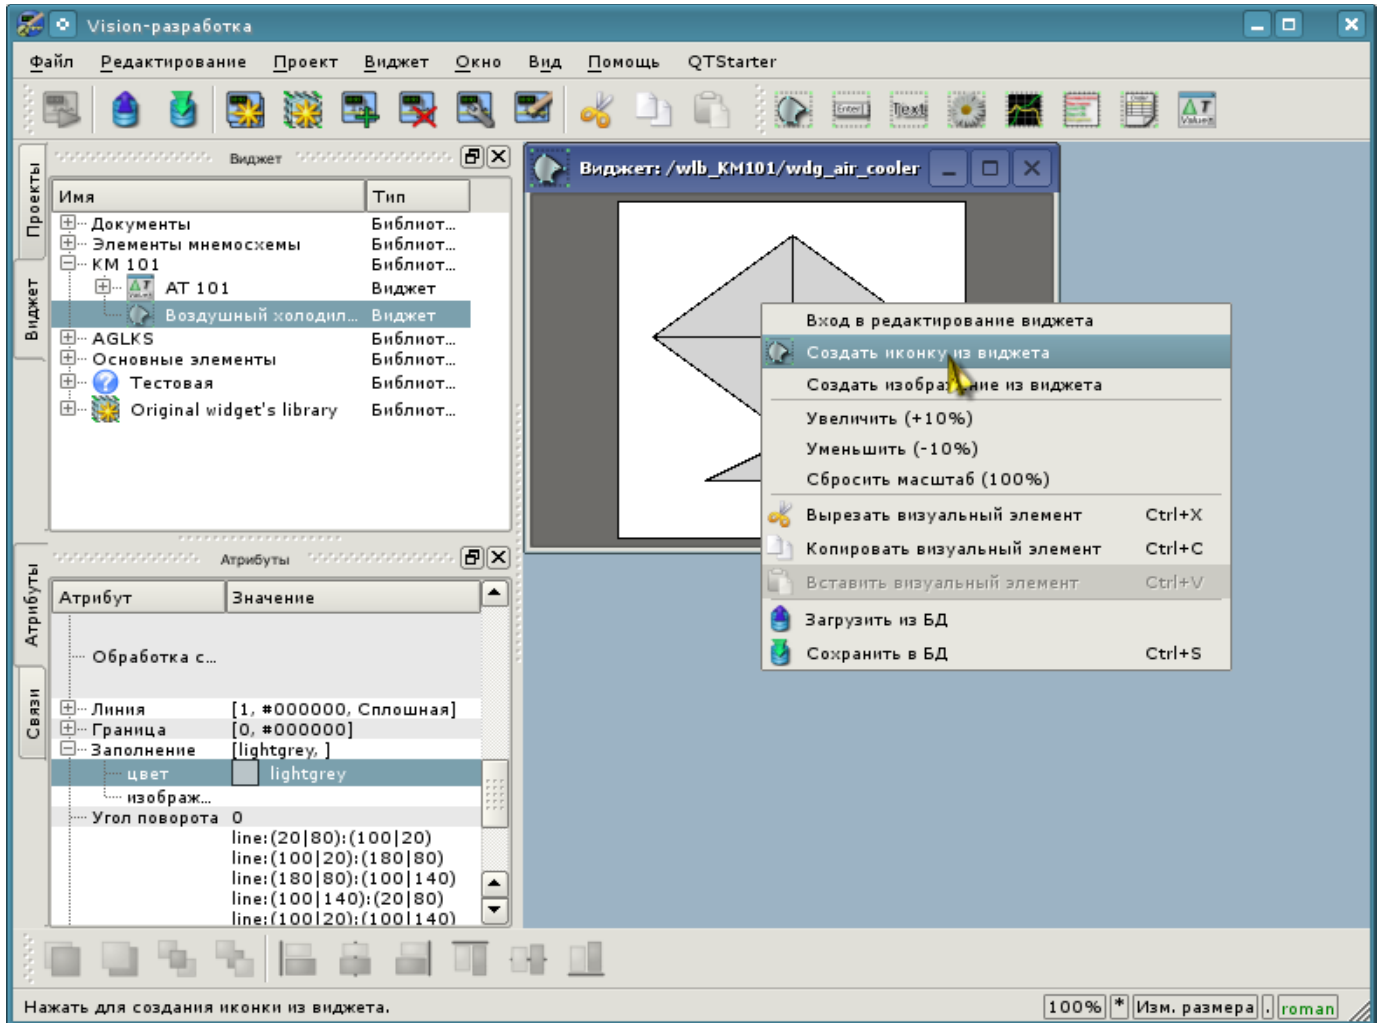 Vision-разработка
Файл Редактирование Проект Виджет Окно Вид Помощь QTStarter
Enter| Text Values
Проекты
Виджет
Виджет
Имя Тип
Документы Библиот...
Элементы мнемосхемы Библиот...
КМ 101 Библиот...
АТ 101 Виджет
Воздушный холодил... Виджет
AGLKS Библиот...
Основные элементы Библиот...
Тестовая Библиот...
Original widget's library Библиот...
Виджет: /wlb_KM101/wdg_air_cooler
Вход в редактирование виджета
Создать иконку из виджета
Создать изображение из виджета
Увеличить (+10%)
Уменьшить (-10%)
Сбросить масштаб (100%)
Вырезать визуальный элемент Ctrl+X
Копировать визуальный элемент Ctrl+C
Вставить визуальный элемент Ctrl+V
Загрузить из БД
Сохранить в БД Ctrl+S
Атрибуты
Связи
Атрибуты
Атрибут Значение
Обработка с...
Линия [1, #000000, Сплошная]
Граница [0, #000000]
Заполнение [lightgrey, ]
цвет lightgrey
изображ...
Угол поворота 0
line:(20|80):(100|20)
line:(100|20):(180|80)
line:(180|80):(100|140)
line:(100|140):(20|80)
line:(100|20):(100|140)
Нажать для создания иконки из виджета.
100% * Изм. размера . roman